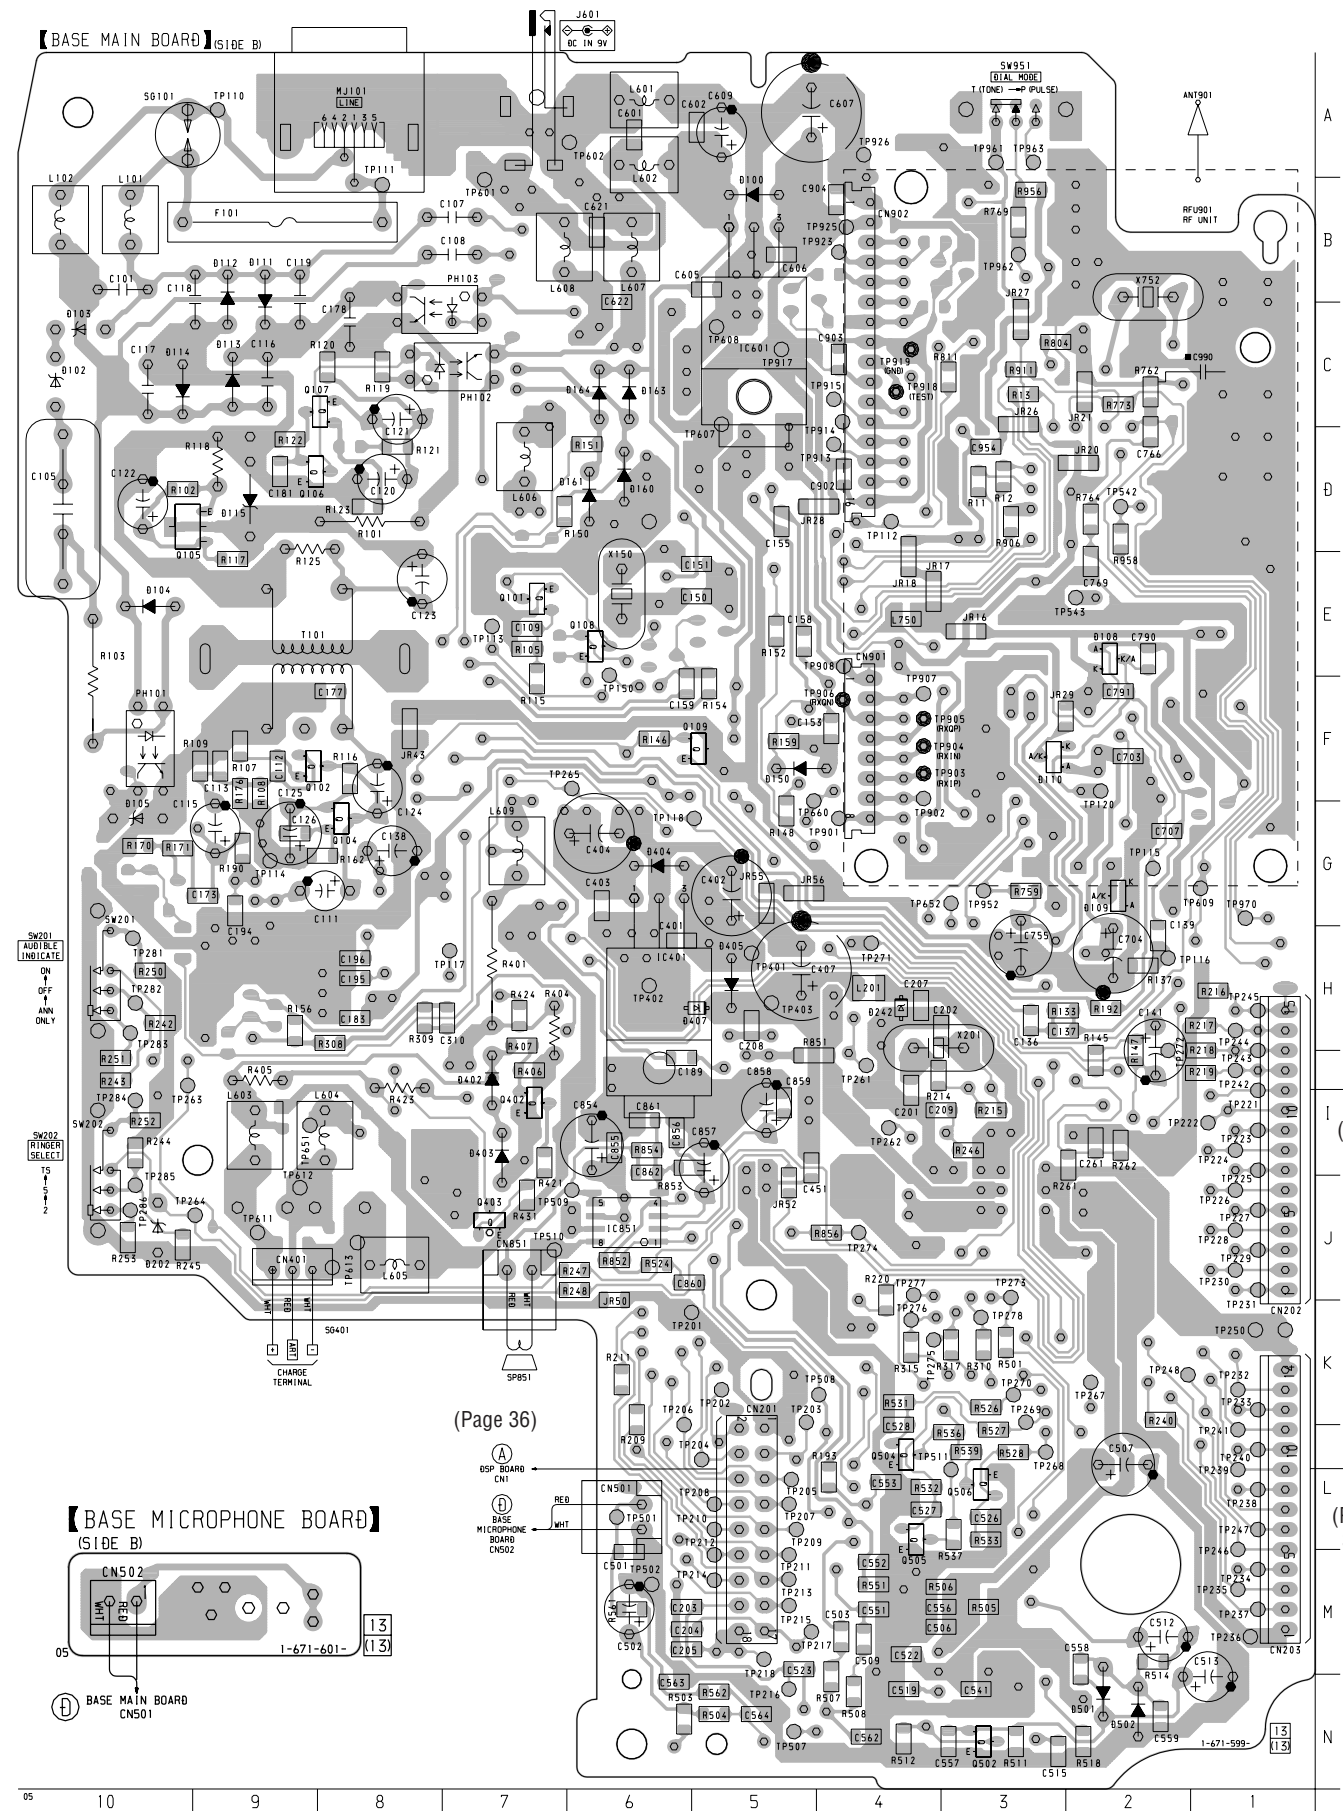 【BASE MAIN BOARD】(SIDE B)
J601
DC IN 9V
SW951
DIAL MODE
T (TONE) P (PULSE)
ANT901
A
SG101 TP110
MJ101
LINE
6 4 2 1 3 5
L601
C601
C602
C609
C607
TP602
L602
TP926
TP961 TP963
L102 L101
TP111
TP601
D100
C904
CN902
R956
R769
RFU901
RF UNIT
F101
C107
C621
TP925
TP923
B
C108
PH103
L608 L607
C605
C606
TP962
C101
D112 D111 C119
C118
C178
C622
JR27
X752
D103
D102
C117 D114
D113 C116
R120
R119
Q107
PH102
D164 D163
TP608
IC601
TP917
C903
TP919
(GND)
TP918
(TEST)
TP915
R811
R804
R911
R13
JR26
JR21
R762
R773
C990
C
C121
R121
R122
R118
R151
TP607
TP914
TP913
C954
JR20
C766
C105
C122
R102
C181 Q106
C120
R123
R101
L606
D161 D160
R150
C902
JR28
R11
R12
R764
TP542
D
Q105
D115
R117
R125
X150
C151
C155
TP112
R906
R958
D104
C123
Q101
C150
JR18
JR17
C769
TP543
T101
TP113
C109
R105
Q108
R152
C158
L750
JR16
E
R103
PH101
C177
R115
TP150
C159 R154
TP908
CN901
TP907
D108
C790
C791
JR29
TP906
(RXON)
TP905
(RXOP)
TP904
(RXIN)
TP903
(RXIP)
R109
R107
C112
Q102
R116
JR43
R146
Q109
R159
C153
D150
D110
C703
F
C113
R176
R108
C125
C115
D105
C126
C124
Q104
C138
R162
TP265
L609
C404
TP118
R148
TP660
TP901
TP902
TP120
C707
R170 R171
R190
TP114
C173
C111
C194
D404
C403
C402
JR55 JR56
TP652
TP952
R759
D109
TP115
TP609
TP970
G
SW201
AUDIBLE
INDICATE
ON
OFF
ANN
ONLY
TP281
R250
TP282
C196
C195
TP117
R401
C401
IC401
D405
TP401
C407
TP271
C755
C704
C139
TP116
R137
R242
TP283
R156
C183
R308
R309 C310
R424
R404
R407
TP402
D407
TP403
C208
R851
L201
D242
C207
C202
X201
C136
R133
C137
R192
C141
R145
R147
TP272
R216
TP245
R217
TP244
R218
TP243
R219
TP242
H
R251
R243
TP284
TP263
R405
R423
D402
R406
Q402
C189
C858
C859
TP261
C201
R214
C209
R215
SW202
RINGER
SELECT
TS
5
2
R252
R244
TP285
TP286
L603 L604
TP651
TP612
D403
C854
C861
C855
R854
C862
C856
C857
R853
TP262
R246
C261
R262
R261
TP221
TP222
TP223
TP224
I
TP264
D202
R253
R245
TP611
CN401
TP613
L605
R421
Q403
R431
TP509
CN851
TP510
IC851
R852
R524
C860
JR52
C451
R856
TP274
TP225
TP226
TP227
TP228
TP229
TP230
TP231
CN202
J
WHT
RED
WHT
ART
SG401
CHARGE
TERMINAL
RED
WHT
SP851
R247
R248
JR50
TP201
R220
TP277
TP276
TP273
TP278
TP250
R211
R315
TP275
R317 R310 R501
TP267
TP248
TP232
K
(Page 36)
TP202
TP508
TP270
TP269
R531
C528
R526
R527
R536
R539
R528
R240
TP233
TP241
TP240
TP239
R209
TP206
TP204
CN201
TP203
R193
Q504
TP511
TP268
C507
A
DSP BOARD
CN1
D
BASE
MICROPHONE
BOARD
CN502
RED
WHT
CN501
TP501
TP208
TP210
TP212
TP214
TP205
TP207
TP209
TP211
TP213
C553
R532
C527
Q506
C526
R533
TP238
TP247
TP246
L
【BASE MICROPHONE BOARD】
(SIDE B)
CN502
WHT
RED
1
05
1-671-601-
13
(13)
D
BASE MAIN BOARD
CN501
C501
TP502
R561
C502
C203
C204
C205
TP215
TP217
TP218
C552
R551
C551
Q505
R537
R506
C556
C506
R505
C503
C509
C522
TP234
TP235
TP237
TP236
CN203
C512
M
C558
R514
C513
C563
R503
R562
R504
C564
TP216
C523
R507
R508
TP507
C562
C519
C541
R512
C557
Q502
R511
C515
R518
D501
D502
C559
1-671-599-
13
(13)
N
05
10 9 8 7 6 5 4 3 2 1